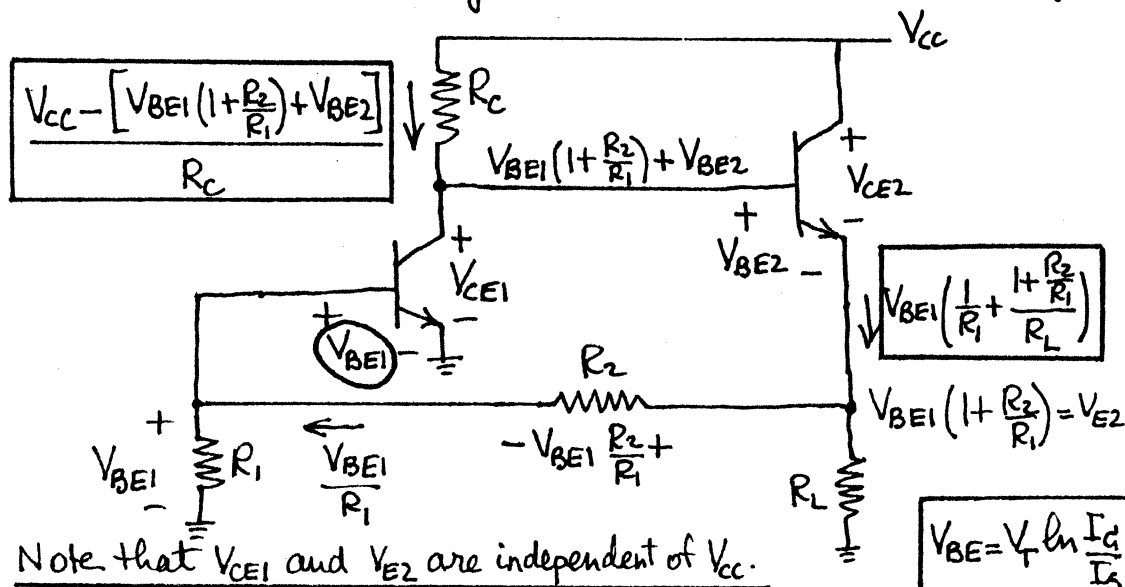 V_CC
V_CC − [V_BE1(1+R_2/R_1)+V_BE2]
R_C
R_C
V_BE1(1+R_2/R_1)+V_BE2
+
V_CE2
−
+
V_BE2
−
+
V_CE1
−
+
V_BE1
−
V_BE1(1/R_1 + (1+R_2/R_1)/R_L)
R_2
V_BE1(1+R_2/R_1)=V_E2
− V_BE1 R_2/R_1 +
+
V_BE1
−
R_1
V_BE1/R_1
R_L
Note that V_CE1 and V_E2 are independent of V_CC.
V_BE=V_T ln